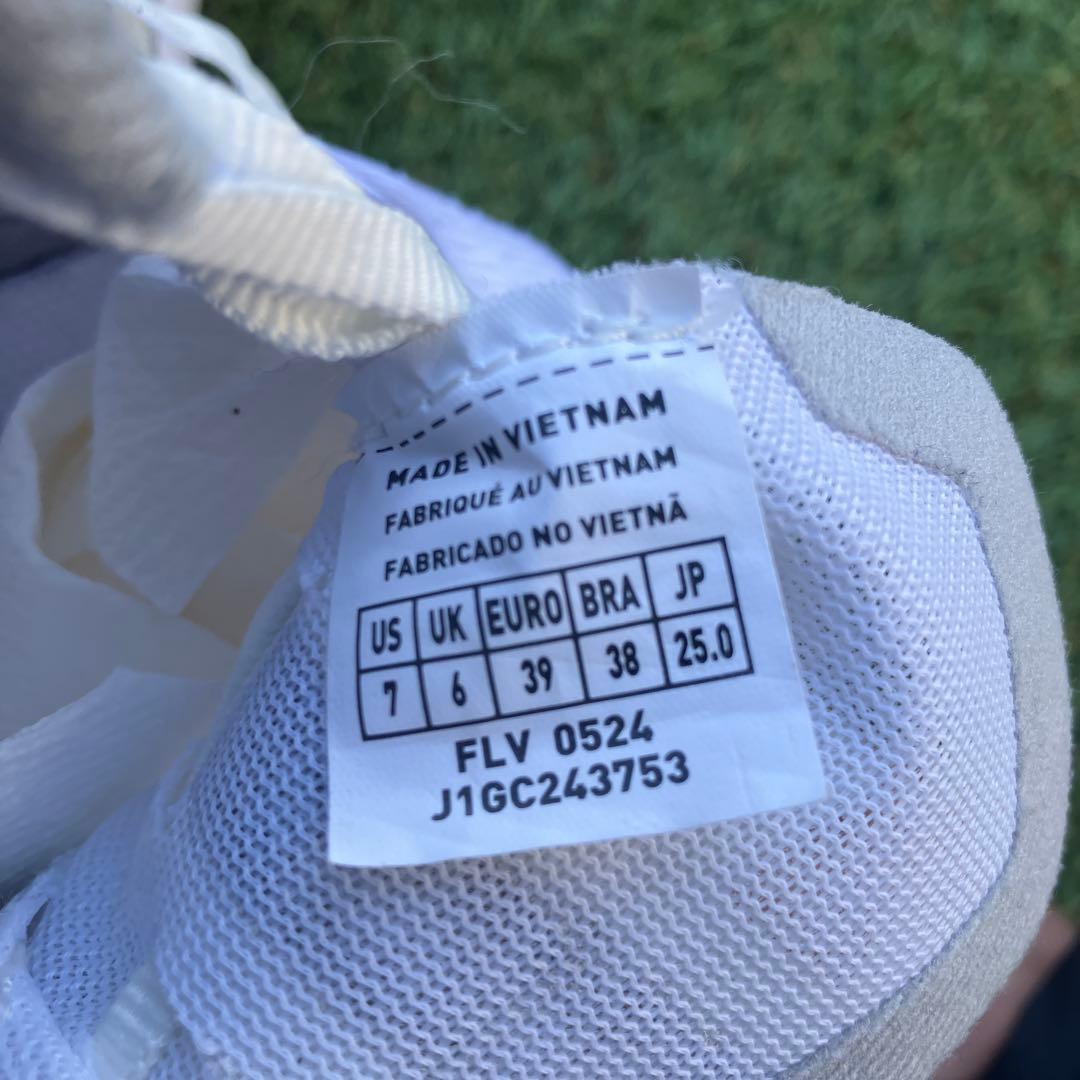 MADE IN VIETNAM
FABRIQUÉ AU VIETNAM
FABRICADO NO VIETNÃ
US UK EURO BRA JP
7 6 39 38 25.0
FLV 0524
J1GC243753